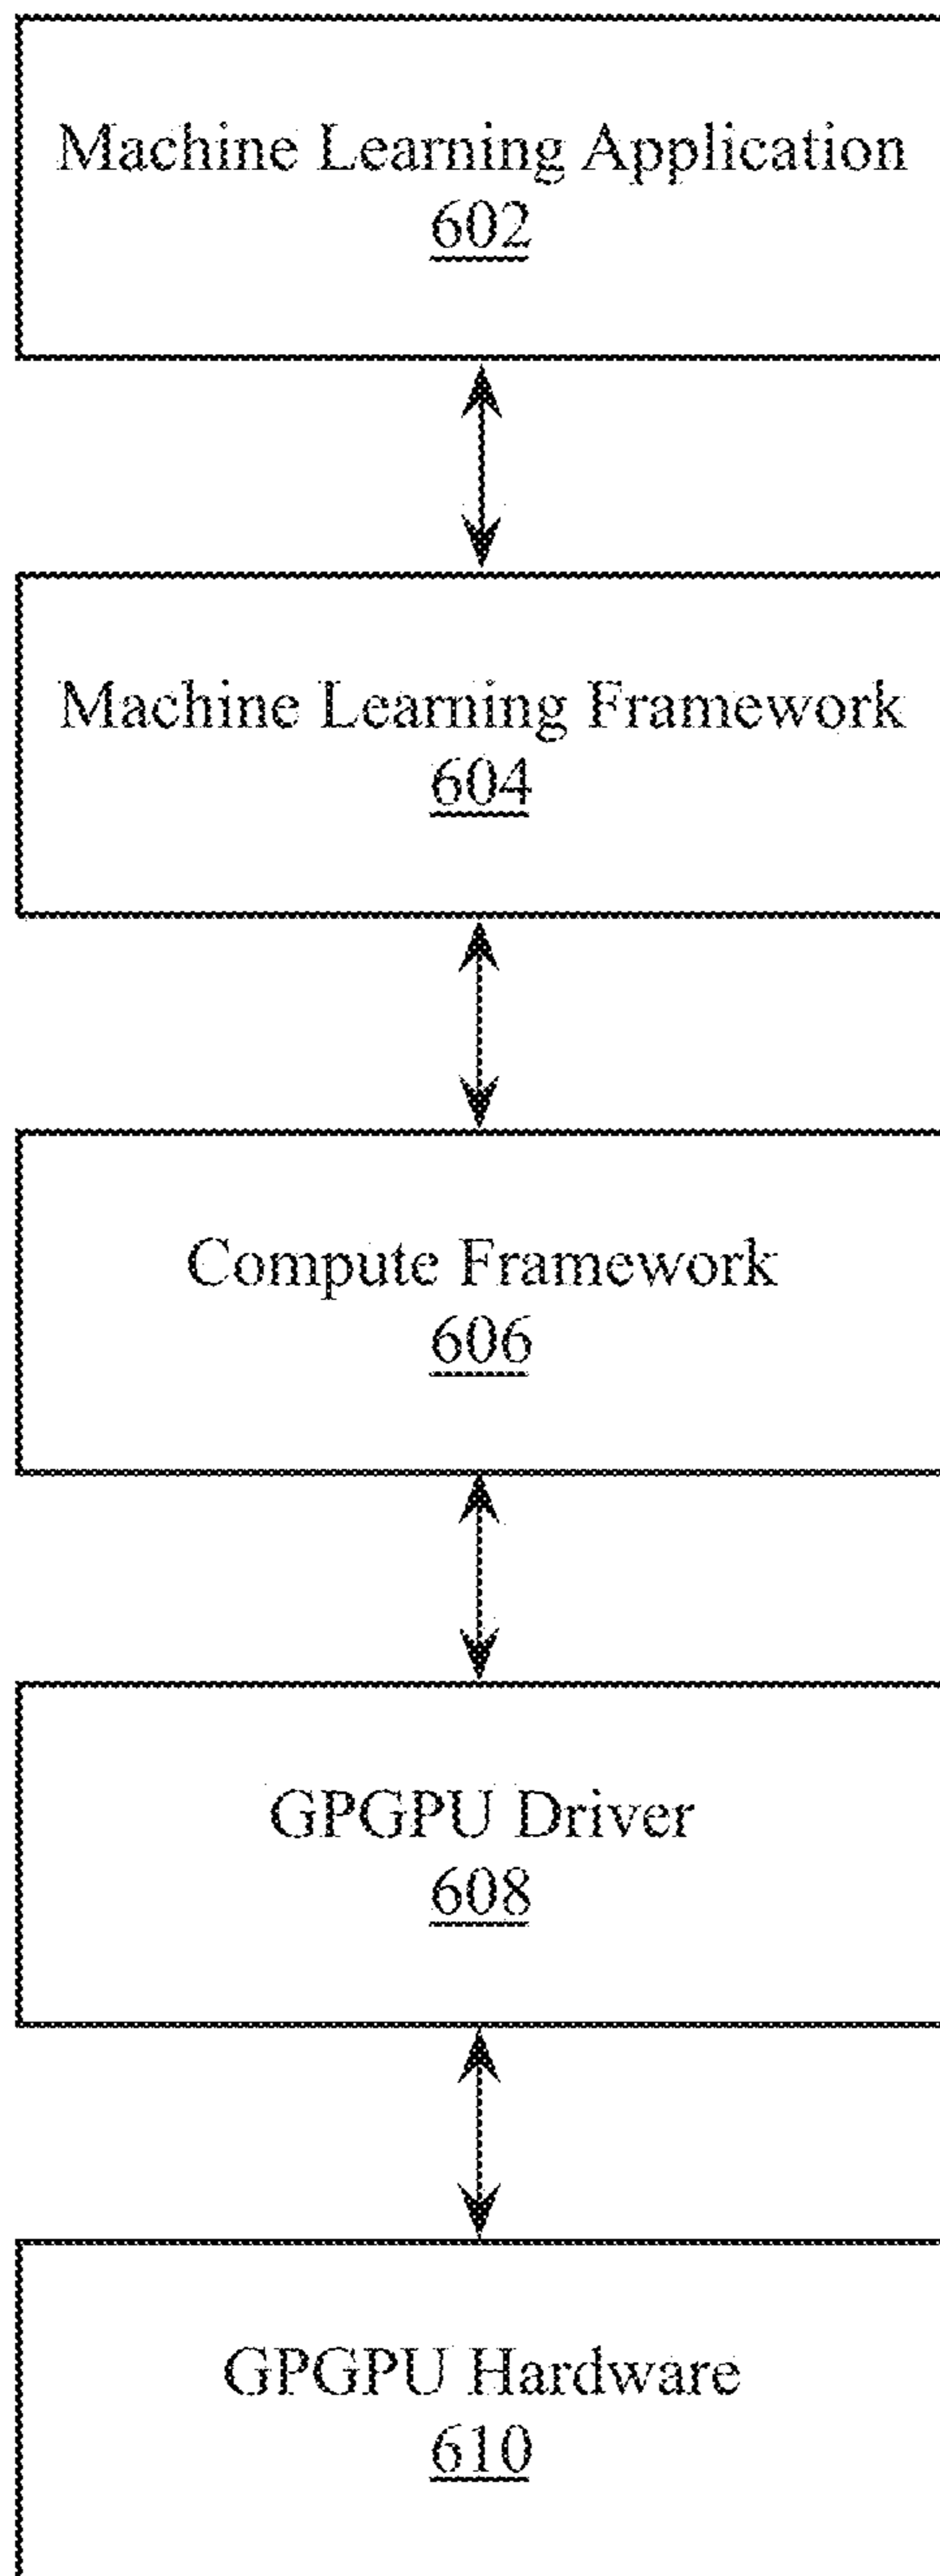 Machine Learning Application
602
Machine Learning Framework
604
Compute Framework
606
GPGPU Driver
608
GPGPU Hardware
610